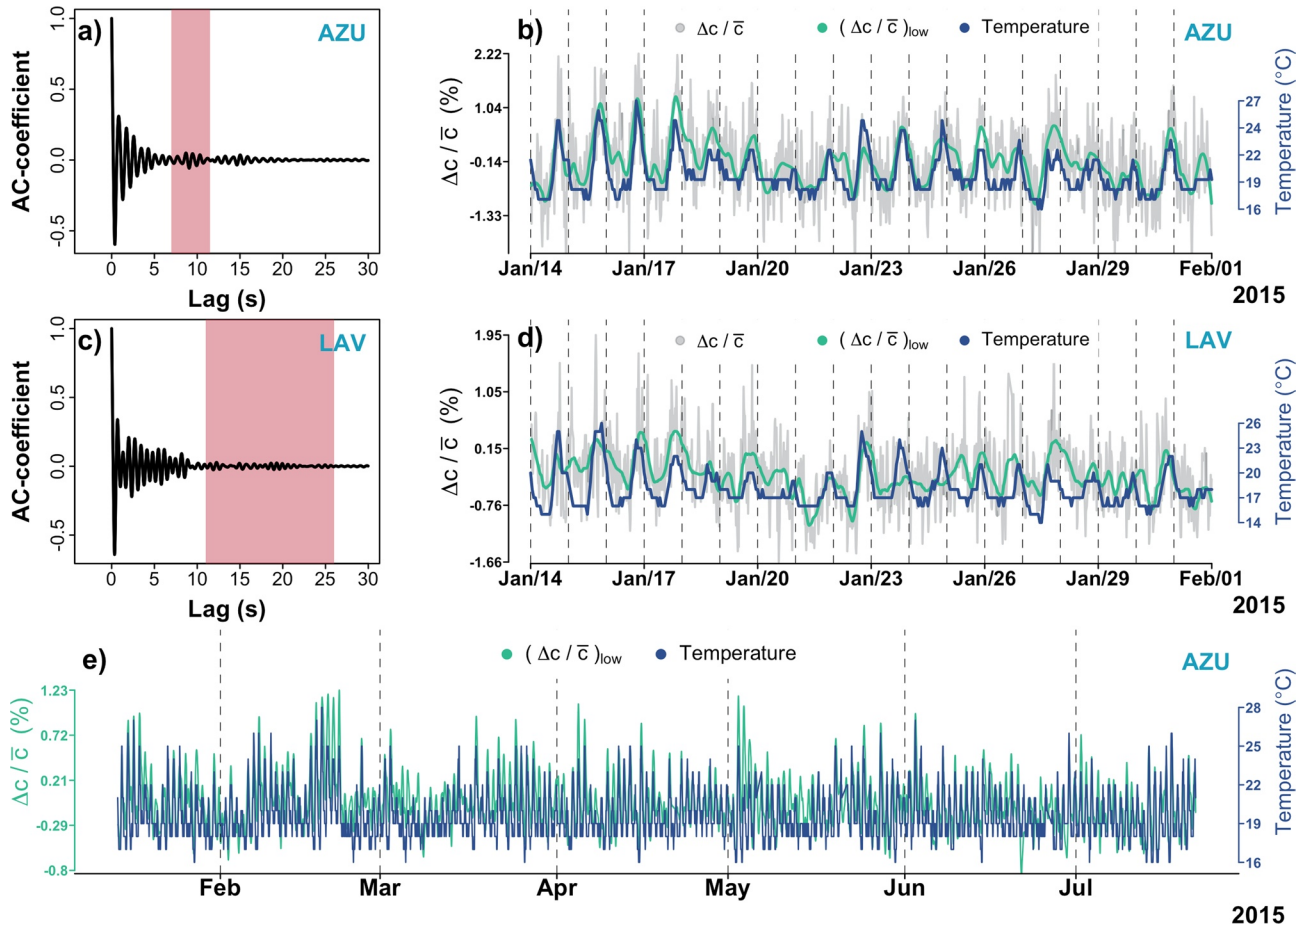 a) AZU
AC-coefficient
1.0
0.5
0.0
-0.5
0 5 10 15 20 25 30
Lag (s)
b) Δc / c̅ ( Δc / c̅ )low Temperature AZU
Δc / c̅ (%)
2.22
1.04
-0.14
-1.33
Temperature (°C)
27
24
22
19
16
Jan/14 Jan/17 Jan/20 Jan/23 Jan/26 Jan/29 Feb/01
2015
c) LAV
AC-coefficient
1.0
0.5
0.0
-0.5
0 5 10 15 20 25 30
Lag (s)
d) Δc / c̅ ( Δc / c̅ )low Temperature LAV
Δc / c̅ (%)
1.95
1.05
0.15
-0.76
-1.66
Temperature (°C)
26
23
20
17
14
Jan/14 Jan/17 Jan/20 Jan/23 Jan/26 Jan/29 Feb/01
2015
e) ( Δc / c̅ )low Temperature AZU
Δc / c̅ (%)
1.23
0.72
0.21
-0.29
-0.8
Temperature (°C)
28
25
22
19
16
Feb Mar Apr May Jun Jul
2015